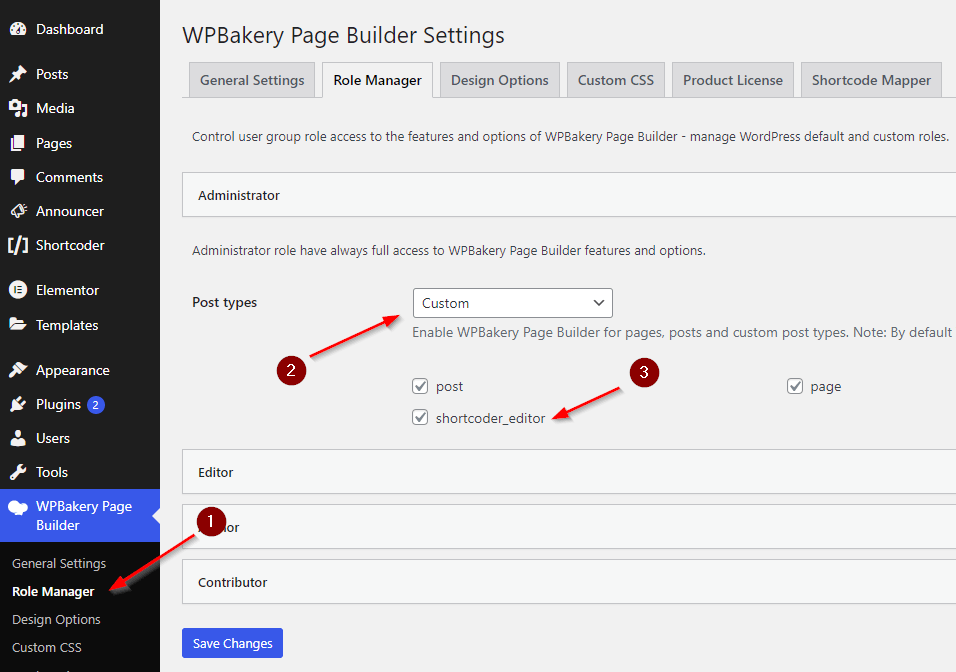 Dashboard
Posts
Media
Pages
Comments
Announcer
[/] Shortcoder
Elementor
Templates
Appearance
Plugins 2
Users
Tools
WPBakery Page
Builder
General Settings
Role Manager
Design Options
Custom CSS
WPBakery Page Builder Settings
General Settings
Role Manager
Design Options
Custom CSS
Product License
Shortcode Mapper
Control user group role access to the features and options of WPBakery Page Builder - manage WordPress default and custom roles.
Administrator
Administrator role have always full access to WPBakery Page Builder features and options.
Post types
Custom
Enable WPBakery Page Builder for pages, posts and custom post types. Note: By default
2
3
post
page
shortcoder_editor
Editor
1
Contributor
Save Changes